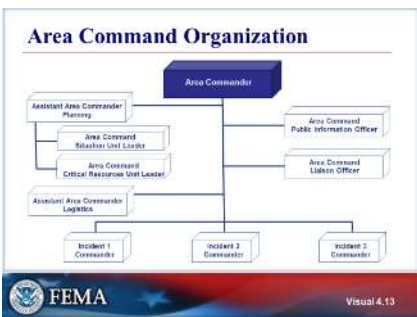 Area Command Organization
Area Commander
Assistant Area Commander
Planning
Area Command
Situation Unit Leader
Area Command
Critical Resources Unit Leader
Assistant Area Commander
Logistics
Area Command
Public Information Officer
Area Command
Liaison Officer
Incident 1
Commander
Incident 2
Commander
Incident 3
Commander
FEMA
Visual 4.13